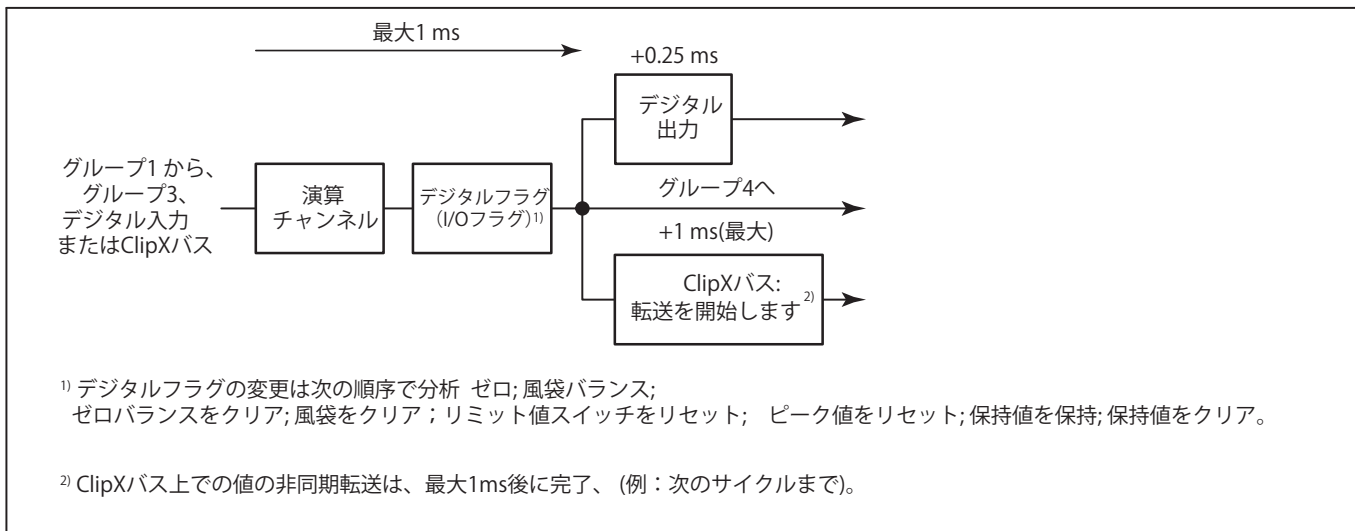 最大1 ms
+0.25 ms
デジタル
出力
グループ1 から、
グループ3、
デジタル入力
またはClipXバス
演算
チャンネル
デジタルフラグ
(I/Oフラグ)1)
グループ4へ
+1 ms(最大)
ClipXバス:
転送を開始します2)
1) デジタルフラグの変更は次の順序で分析 ゼロ; 風袋バランス;
ゼロバランスをクリア; 風袋をクリア；リミット値スイッチをリセット; ピーク値をリセット; 保持値を保持; 保持値をクリア。
2) ClipXバス上での値の非同期転送は、最大1ms後に完了、 (例：次のサイクルまで)。